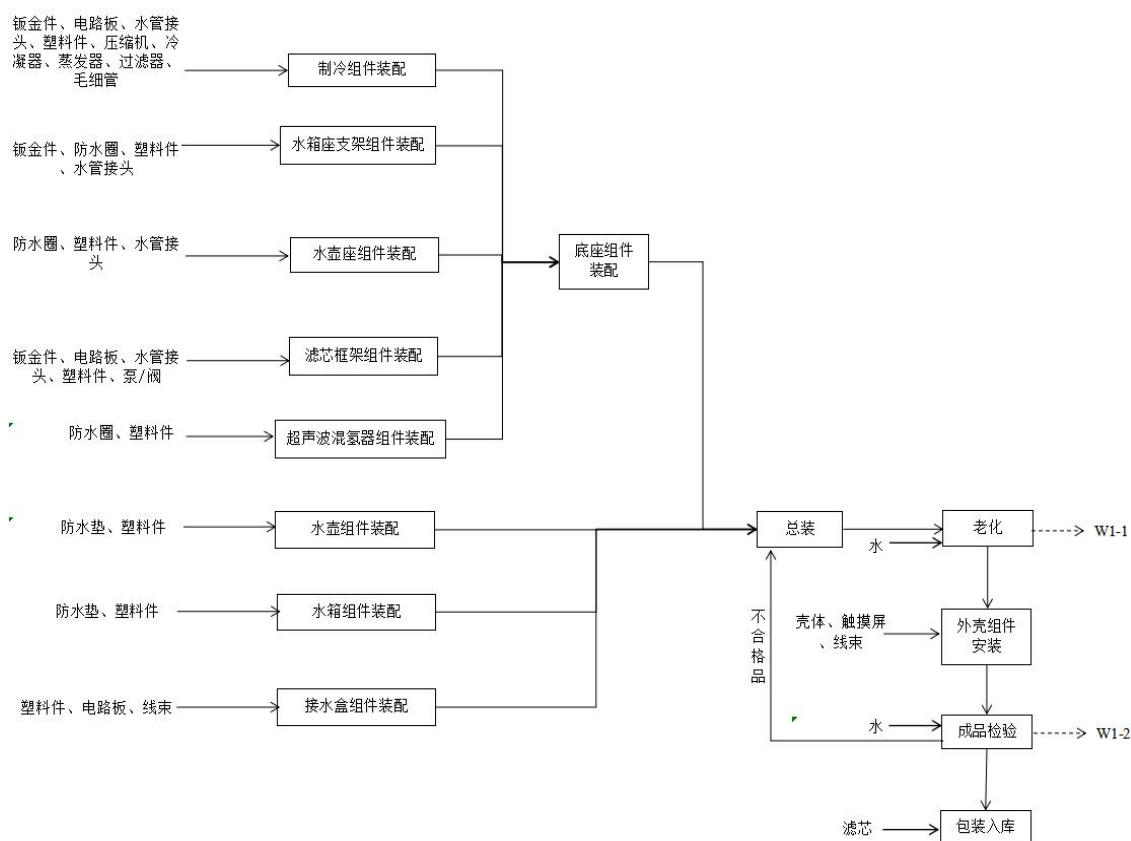 钣金件、电路板、水管接
头、塑料件、压缩机、冷
凝器、蒸发器、过滤器、
毛细管
制冷组件装配
钣金件、防水圈、塑料件
、水管接头
水箱座支架组件装配
防水圈、塑料件、水管接
头
水壶座组件装配
底座组件
装配
钣金件、电路板、水管接
头、塑料件、泵/阀
滤芯框架组件装配
防水圈、塑料件
超声波混氢器组件装配
防水垫、塑料件
水壶组件装配
总装
水
老化
W1-1
防水垫、塑料件
水箱组件装配
不合格品
壳体、触摸屏
、线束
外壳组件
安装
塑料件、电路板、线束
接水盒组件装配
水
成品检验
W1-2
滤芯
包装入库